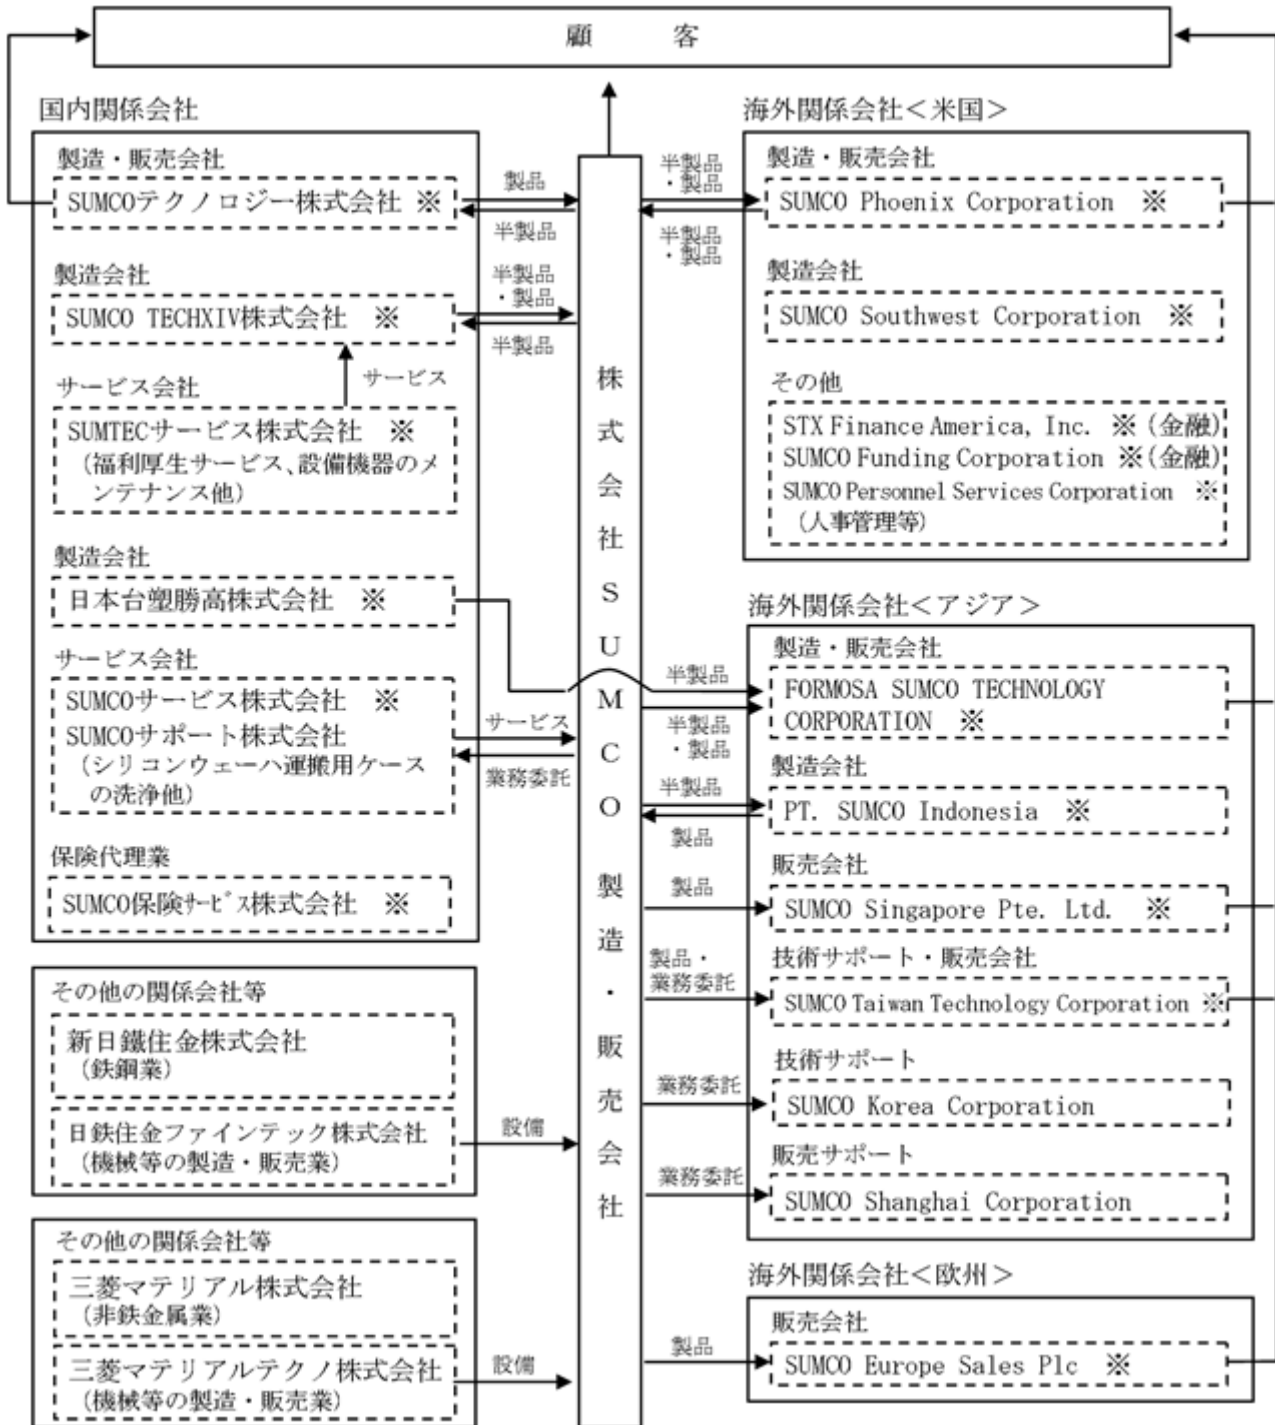 顧　　客
国内関係会社
製造・販売会社
SUMCOテクノロジー株式会社 ※
製品
半製品
製造会社
SUMCO TECHXIV株式会社　※
半製品
・製品
半製品
サービス
サービス会社
SUMTECサービス株式会社　※
（福利厚生サービス、設備機器のメ
ンテナンス他）
製造会社
日本台塑勝高株式会社　※
サービス会社
SUMCOサービス株式会社　※
SUMCOサポート株式会社
（シリコンウェーハ運搬用ケース
の洗浄他）
サービス
業務委託
保険代理業
SUMCO保険ｻｰﾋﾞｽ株式会社　※
その他の関係会社等
新日鐵住金株式会社
（鉄鋼業）
日鉄住金ファインテック株式会社
（機械等の製造・販売業）
設備
その他の関係会社等
三菱マテリアル株式会社
（非鉄金属業）
三菱マテリアルテクノ株式会社
（機械等の製造・販売業）
設備
株式会社SUMCO　製造・販売会社
海外関係会社＜米国＞
製造・販売会社
半製品
・製品
SUMCO Phoenix Corporation　※
半製品
・製品
製造会社
SUMCO Southwest Corporation　※
その他
STX Finance America, Inc.　※（金融）
SUMCO Funding Corporation　※（金融）
SUMCO Personnel Services Corporation　※
（人事管理等）
海外関係会社＜アジア＞
製造・販売会社
半製品
FORMOSA SUMCO TECHNOLOGY
CORPORATION　※
半製品
・製品
製造会社
半製品
PT. SUMCO Indonesia　※
製品
販売会社
製品
SUMCO Singapore Pte. Ltd.　※
技術サポート・販売会社
製品・
業務委託
SUMCO Taiwan Technology Corporation ※
技術サポート
業務委託
SUMCO Korea Corporation
販売サポート
業務委託
SUMCO Shanghai Corporation
海外関係会社＜欧州＞
販売会社
製品
SUMCO Europe Sales Plc　※